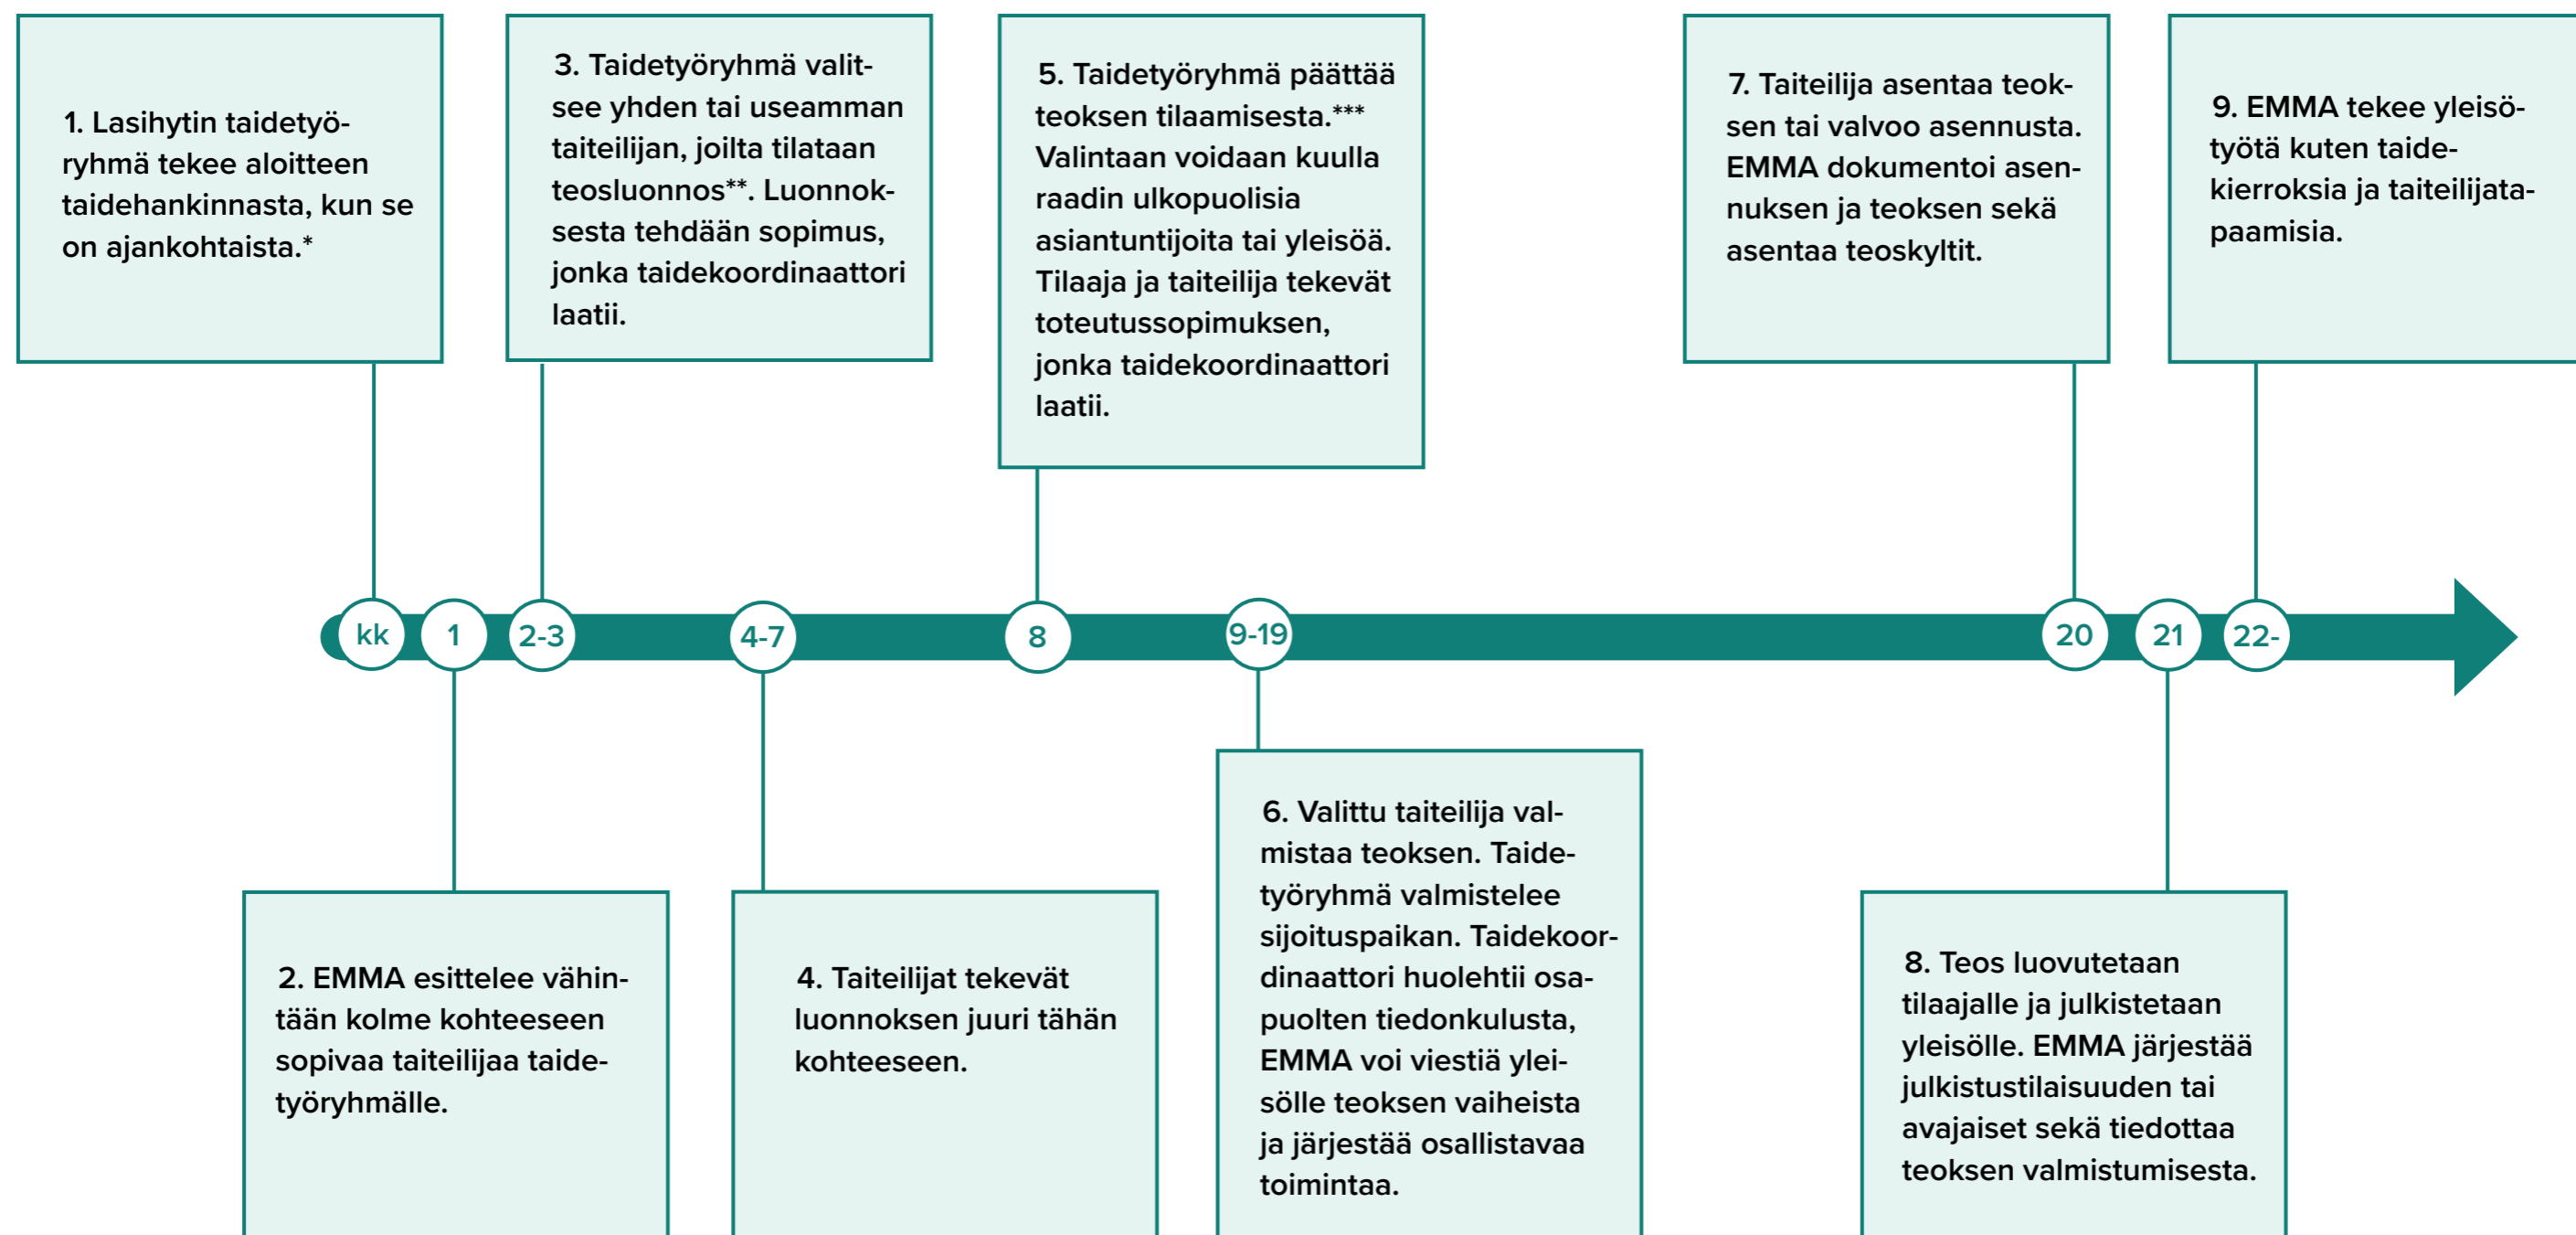 1. Lasihytin taidetyö-
ryhmä tekee aloitteen
taidehankinnasta, kun se
on ajankohtaista.*
3. Taidetyöryhmä valit-
see yhden tai useamman
taiteilijan, joilta tilataan
teosluonnos**. Luonnok-
sesta tehdään sopimus,
jonka taidekoordinaattori
laatii.
5. Taidetyöryhmä päättää
teoksen tilaamisesta.***
Valintaan voidaan kuulla
raadin ulkopuolisia
asiantuntijoita tai yleisöä.
Tilaaja ja taiteilija tekevät
toteutussopimuksen,
jonka taidekoordinaattori
laatii.
7. Taiteilija asentaa teok-
sen tai valvoo asennusta.
EMMA dokumentoi asen-
nuksen ja teoksen sekä
asentaa teoskyltit.
9. EMMA tekee yleisö-
työtä kuten taide-
kierroksia ja taiteilijata-
paamisia.
kk
1
2-3
4-7
8
9-19
20
21
22-
2. EMMA esittelee vähin-
tään kolme kohteeseen
sopivaa taiteilijaa taide-
työryhmälle.
4. Taiteilijat tekevät
luonnoksen juuri tähän
kohteeseen.
6. Valittu taiteilija val-
mistaa teoksen. Taide-
työryhmä valmistelee
sijoituspaikan. Taidekoor-
dinaattori huolehtii osa-
puolten tiedonkulusta,
EMMA voi viestiä ylei-
sölle teoksen vaiheista
ja järjestää osallistavaa
toimintaa.
8. Teos luovutetaan
tilaajalle ja julkistetaan
yleisölle. EMMA järjestää
julkistustilaisuuden tai
avajaiset sekä tiedottaa
teoksen valmistumisesta.